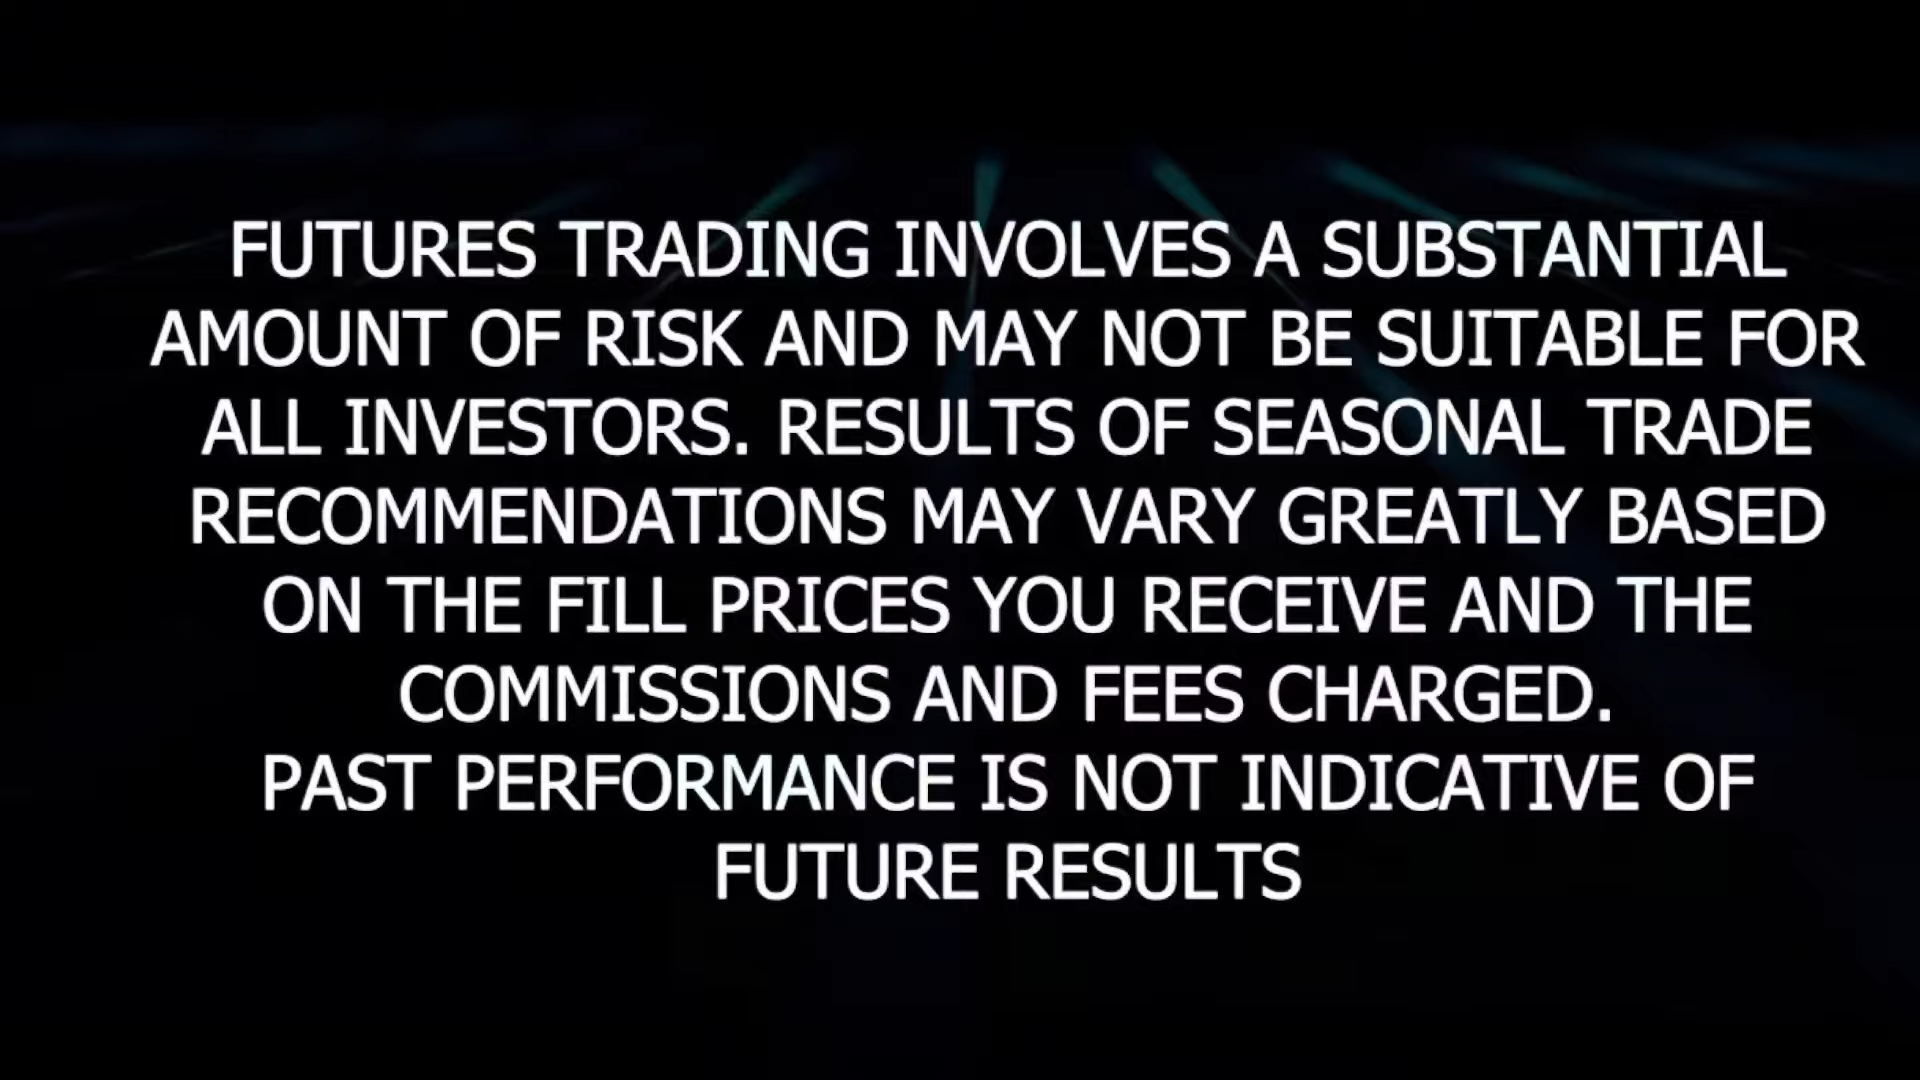 FUTURES TRADING INVOLVES A SUBSTANTIAL
AMOUNT OF RISK AND MAY NOT BE SUITABLE FOR
ALL INVESTORS. RESULTS OF SEASONAL TRADE
RECOMMENDATIONS MAY VARY GREATLY BASED
ON THE FILL PRICES YOU RECEIVE AND THE
COMMISSIONS AND FEES CHARGED.
PAST PERFORMANCE IS NOT INDICATIVE OF
FUTURE RESULTS